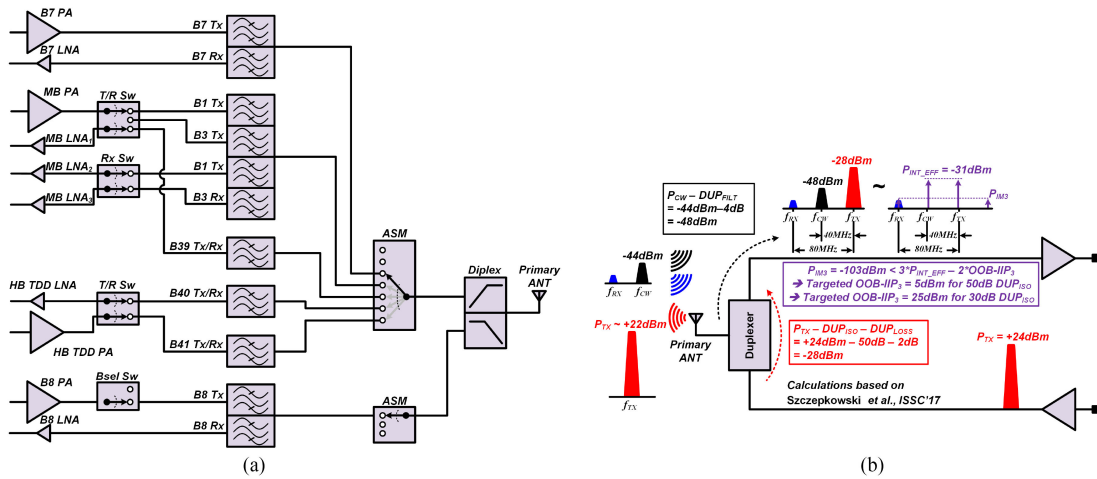 B7 PA
B7 Tx
B7 LNA
B7 Rx
MB PA
T/R Sw
B1 Tx
MB LNA1
B3 Tx
MB LNA2
Rx Sw
B1 Tx
MB LNA3
B3 Rx
B39 Tx/Rx
ASM
HB TDD LNA
T/R Sw
B40 Tx/Rx
HB TDD PA
B41 Tx/Rx
Diplex
Primary
ANT
B8 PA
Bsel Sw
B8 Tx
ASM
B8 LNA
B8 Rx
(a)
PCW – DUPFILT
= -44dBm–4dB
= -48dBm
-48dBm
-28dBm
~
PINT_EFF = -31dBm
PIM3
fRX fCW fTX
40MHz
80MHz
fRX fCW fTX
40MHz
80MHz
-44dBm
fRX fCW
PTX ~ +22dBm
fTX
Primary
ANT
Duplexer
PIM3 = -103dBm < 3*PINT_EFF – 2*OOB-IIP3
➔ Targeted OOB-IIP3 = 5dBm for 50dB DUPISO
➔ Targeted OOB-IIP3 = 25dBm for 30dB DUPISO
PTX – DUPISO – DUPLOSS
= +24dBm – 50dB – 2dB
= -28dBm
PTX = +24dBm
Calculations based on
Szczepkowski et al., ISSC'17
(b)